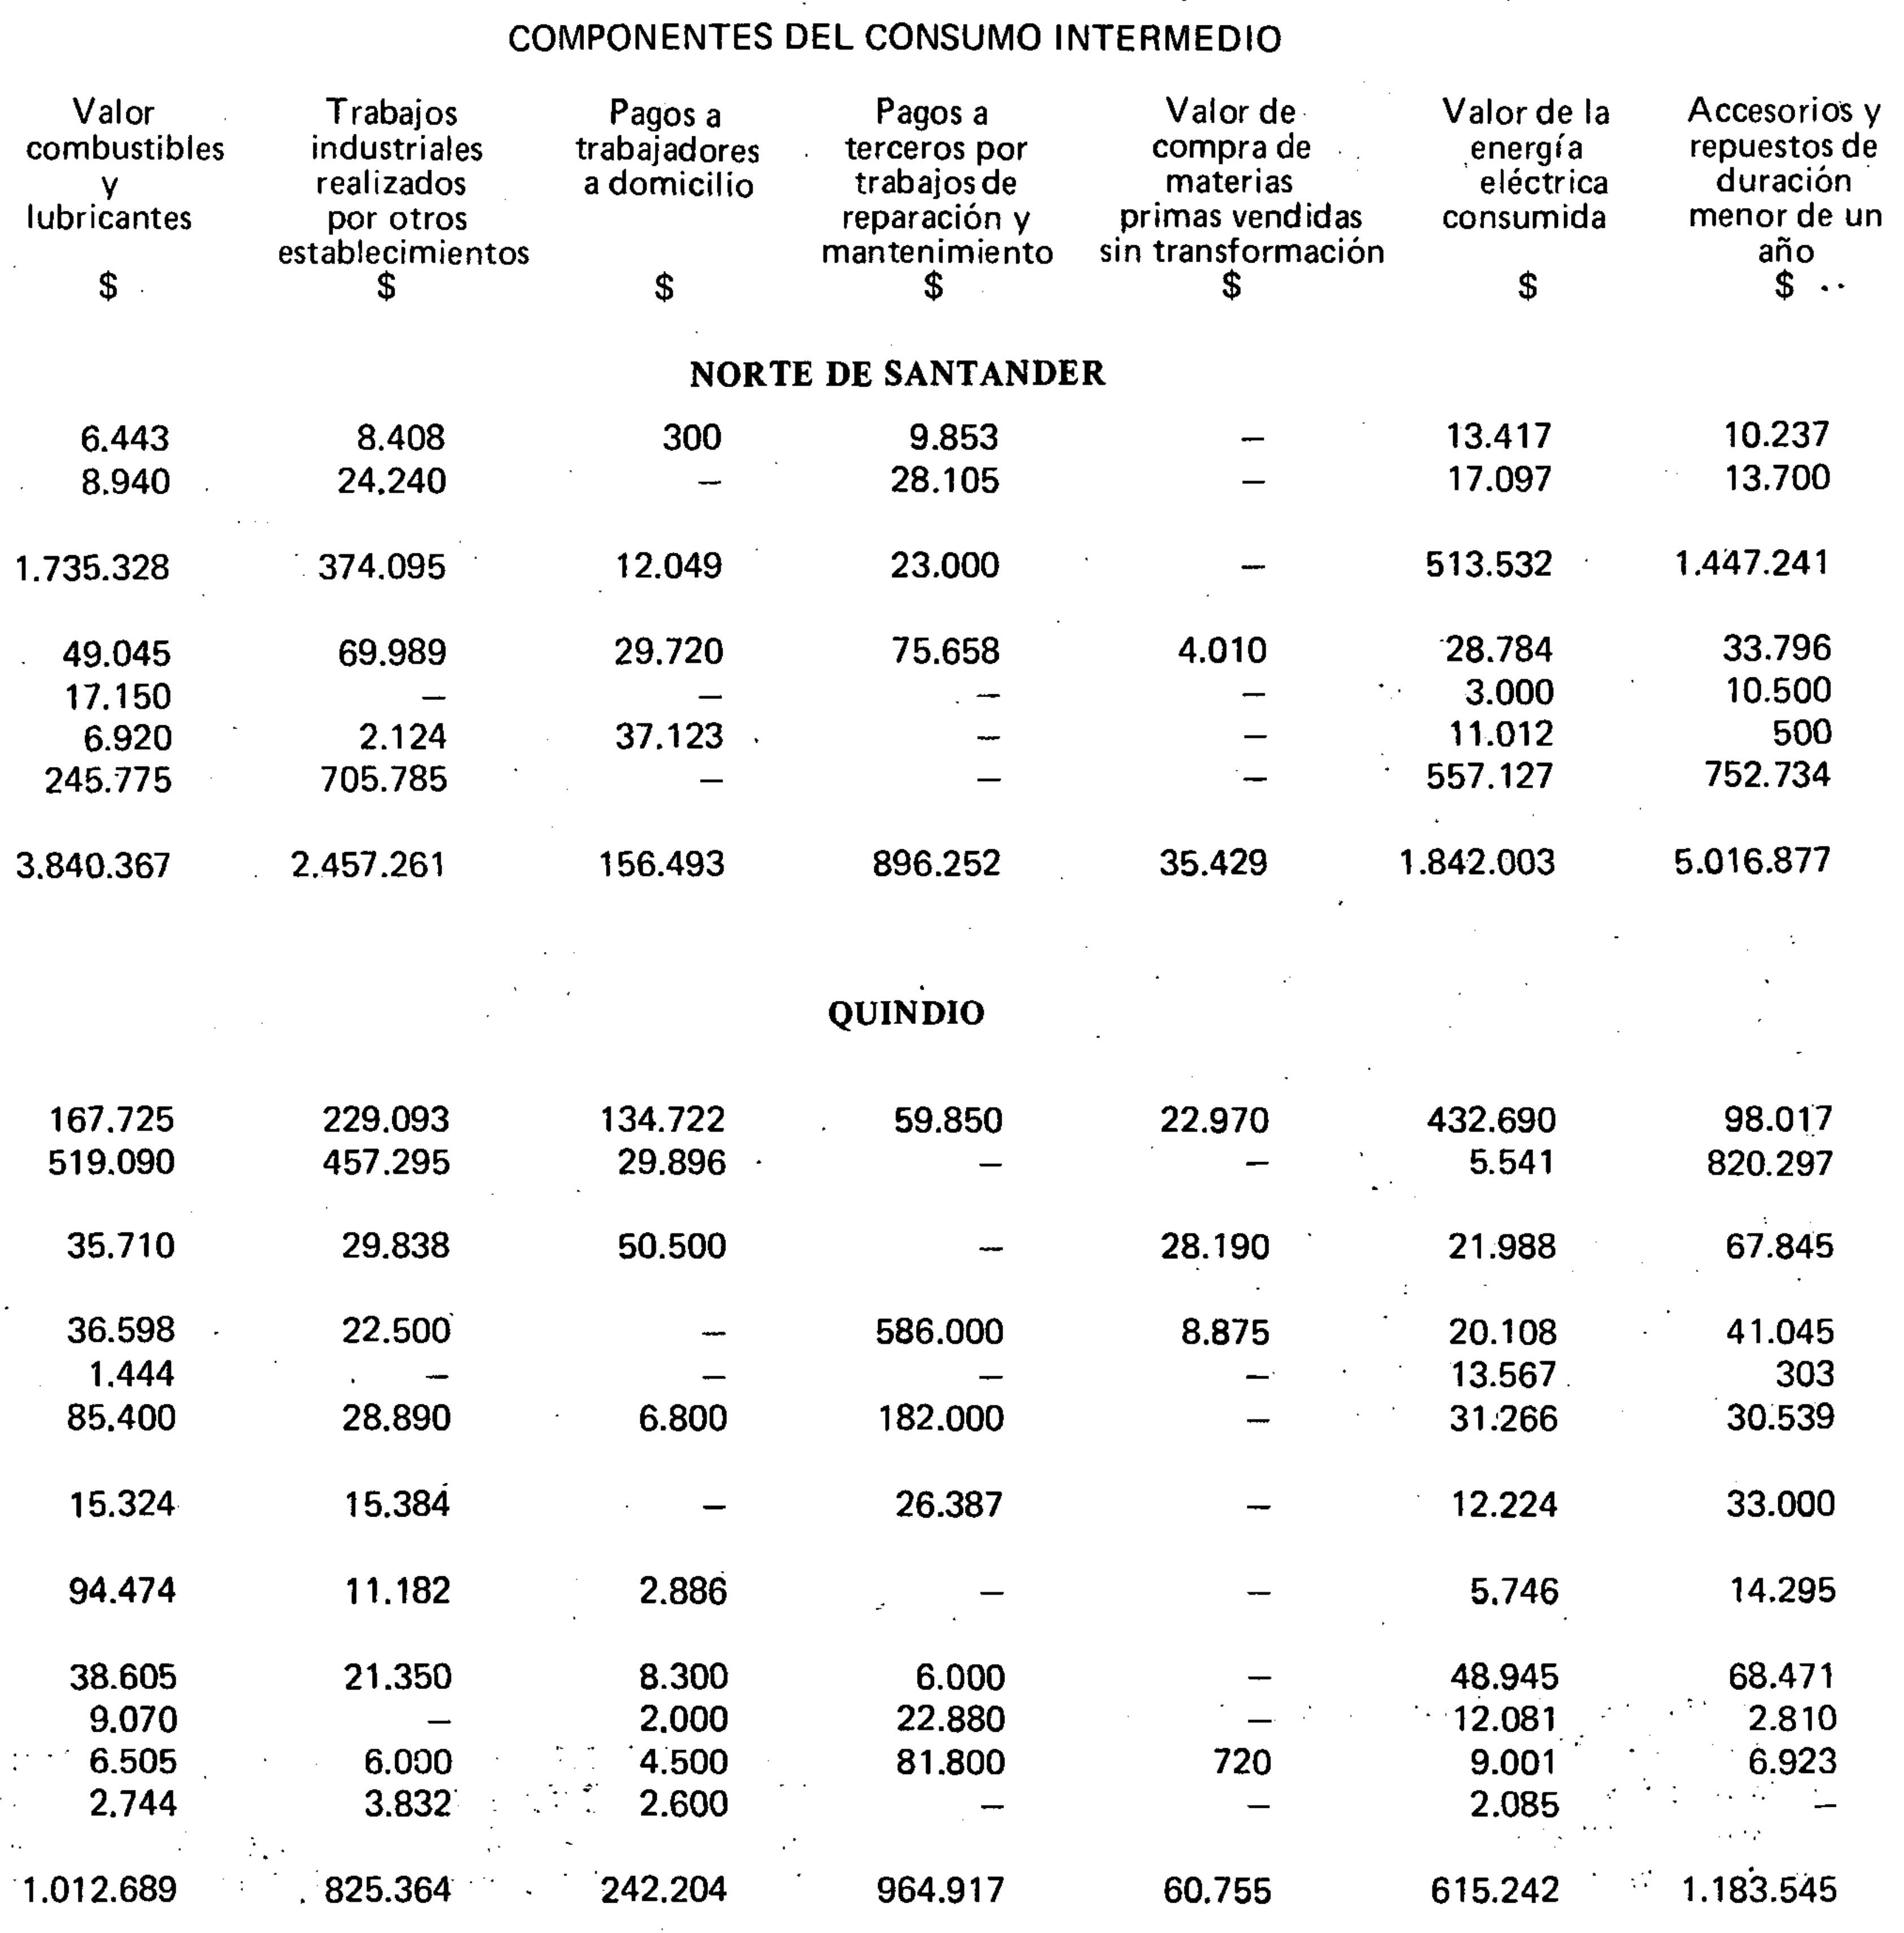 COMPONENTES DEL CONSUMO INTERMEDIO
Valor Trabajos Pagos a Pagos a Valor de Valor de la Accesorios y
combustibles industriales trabajadores terceros por compra de energía repuestos de
y realizados a domicilio trabajos de materias eléctrica duración
lubricantes por otros reparación y primas vendidas consumida menor de un
establecimientos mantenimiento sin transformación año
$ $ $ $ $ $ $
NORTE DE SANTANDER
6.443 8.408 300 9.853 — 13.417 10.237
8.940 24.240 — 28.105 — 17.097 13.700
1.735.328 374.095 12.049 23.000 — 513.532 1.447.241
49.045 69.989 29.720 75.658 4.010 28.784 33.796
17.150 — — — — 3.000 10.500
6.920 2.124 37.123 — — 11.012 500
245.775 705.785 — — — 557.127 752.734
3.840.367 2.457.261 156.493 896.252 35.429 1.842.003 5.016.877
QUINDIO
167.725 229.093 134.722 59.850 22.970 432.690 98.017
519.090 457.295 29.896 — — 5.541 820.297
35.710 29.838 50.500 — 28.190 21.988 67.845
36.598 22.500 — 586.000 8.875 20.108 41.045
1.444 — — — — 13.567 303
85.400 28.890 6.800 182.000 — 31.266 30.539
15.324 15.384 — 26.387 — 12.224 33.000
94.474 11.182 2.886 — — 5.746 14.295
38.605 21.350 8.300 6.000 — 48.945 68.471
9.070 — 2.000 22.880 — 12.081 2.810
6.505 6.000 4.500 81.800 720 9.001 6.923
2.744 3.832 2.600 — — 2.085 —
1.012.689 825.364 242.204 964.917 60.755 615.242 1.183.545